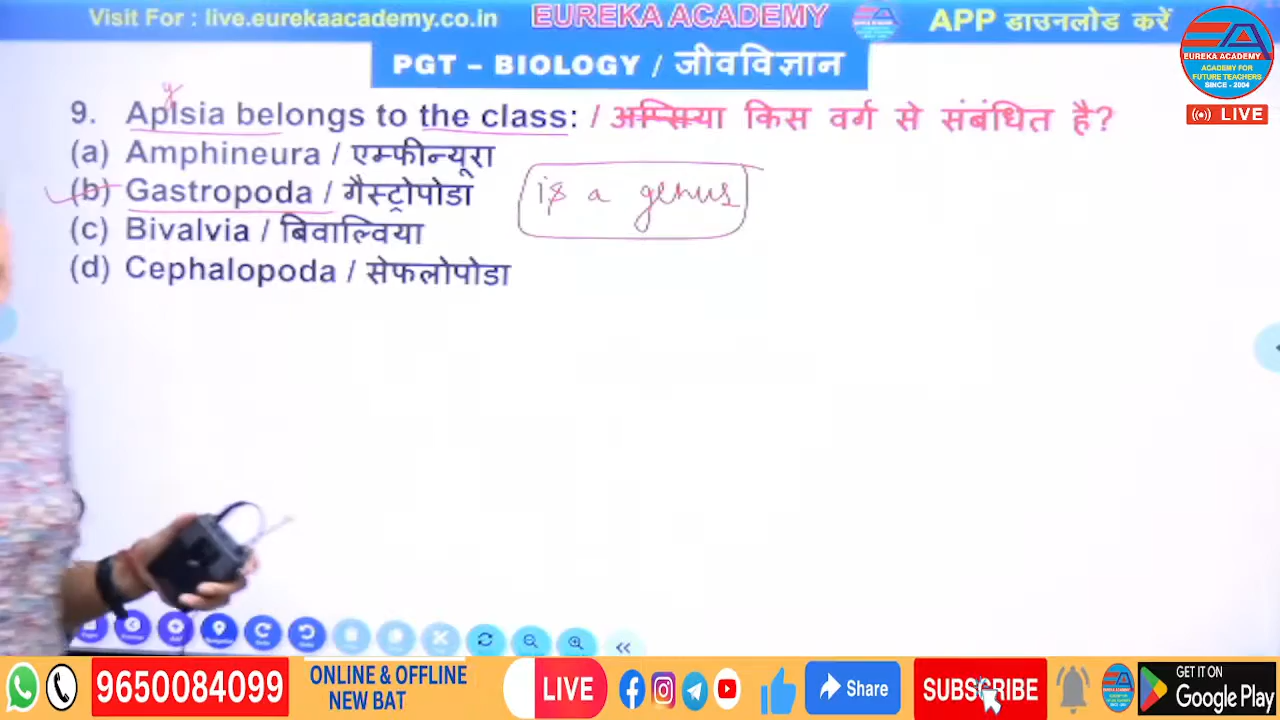 Visit For : live.eurekaacademy.co.in
EUREKA ACADEMY
APP डाउनलोड करें
EUREKA ACADEMY
ACADEMY FOR
FUTURE TEACHERS
SINCE - 2004
LIVE
PGT – BIOLOGY / जीवविज्ञान
y
9. Aplsia belongs to the class: / अप्सिया किस वर्ग से संबंधित है?
(a) Amphineura / एम्फीन्यूरा
(b) Gastropoda / गैस्ट्रोपोडा
is a genus
(c) Bivalvia / बिवाल्विया
(d) Cephalopoda / सेफलोपोडा
9650084099
ONLINE & OFFLINE
NEW BAT
LIVE
Share
SUBSCRIBE
GET IT ON
Google Play